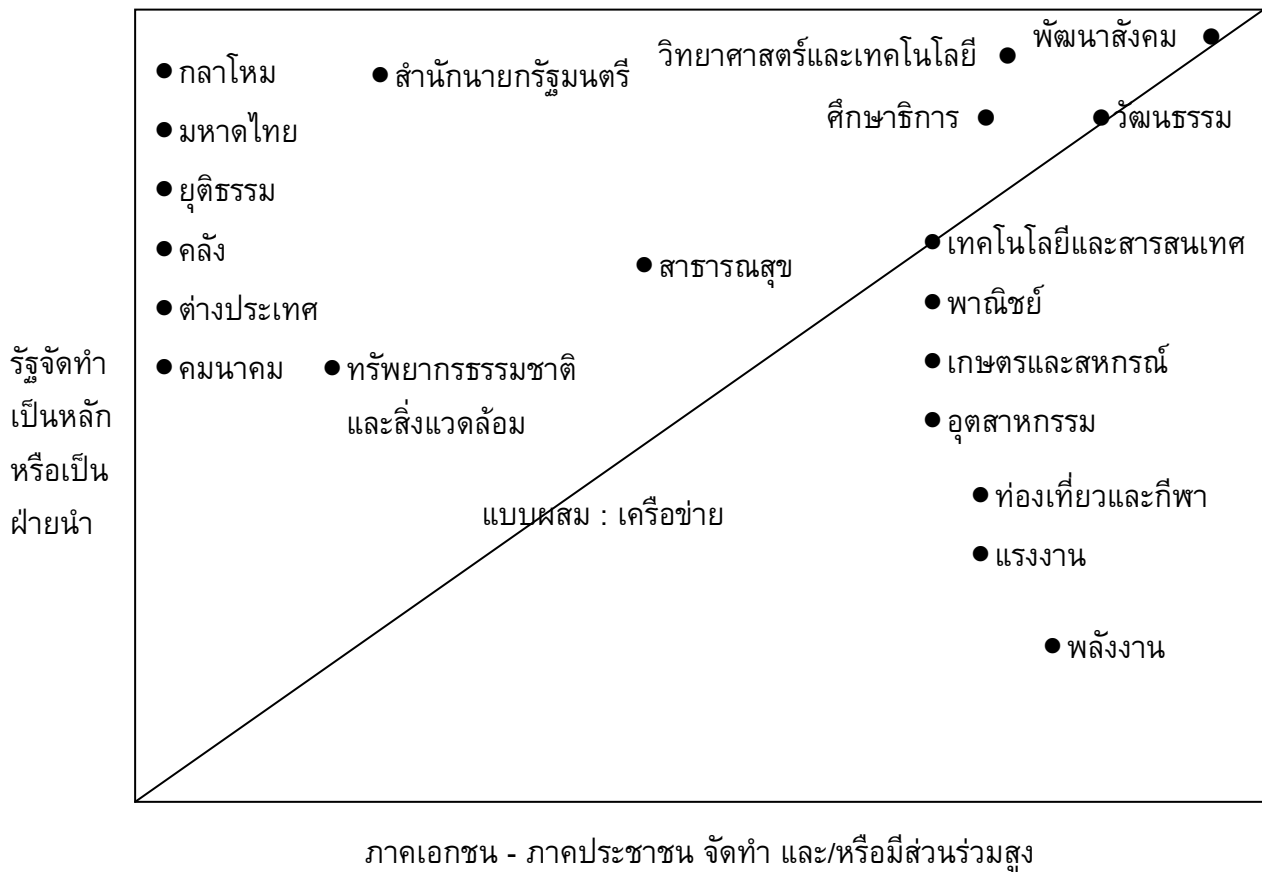 พัฒนาสังคม
วิทยาศาสตร์และเทคโนโลยี
กลาโหม
สำนักนายกรัฐมนตรี
ศึกษาธิการ
วัฒนธรรม
มหาดไทย
ยุติธรรม
คลัง
เทคโนโลยีและสารสนเทศ
สาธารณสุข
ต่างประเทศ
พาณิชย์
คมนาคม
ทรัพยากรธรรมชาติ
และสิ่งแวดล้อม
เกษตรและสหกรณ์
อุตสาหกรรม
รัฐจัดทำ
เป็นหลัก
หรือเป็น
ฝ่ายนำ
ท่องเที่ยวและกีฬา
แบบผสม : เครือข่าย
แรงงาน
พลังงาน
ภาคเอกชน - ภาคประชาชน จัดทำ และ/หรือมีส่วนร่วมสูง